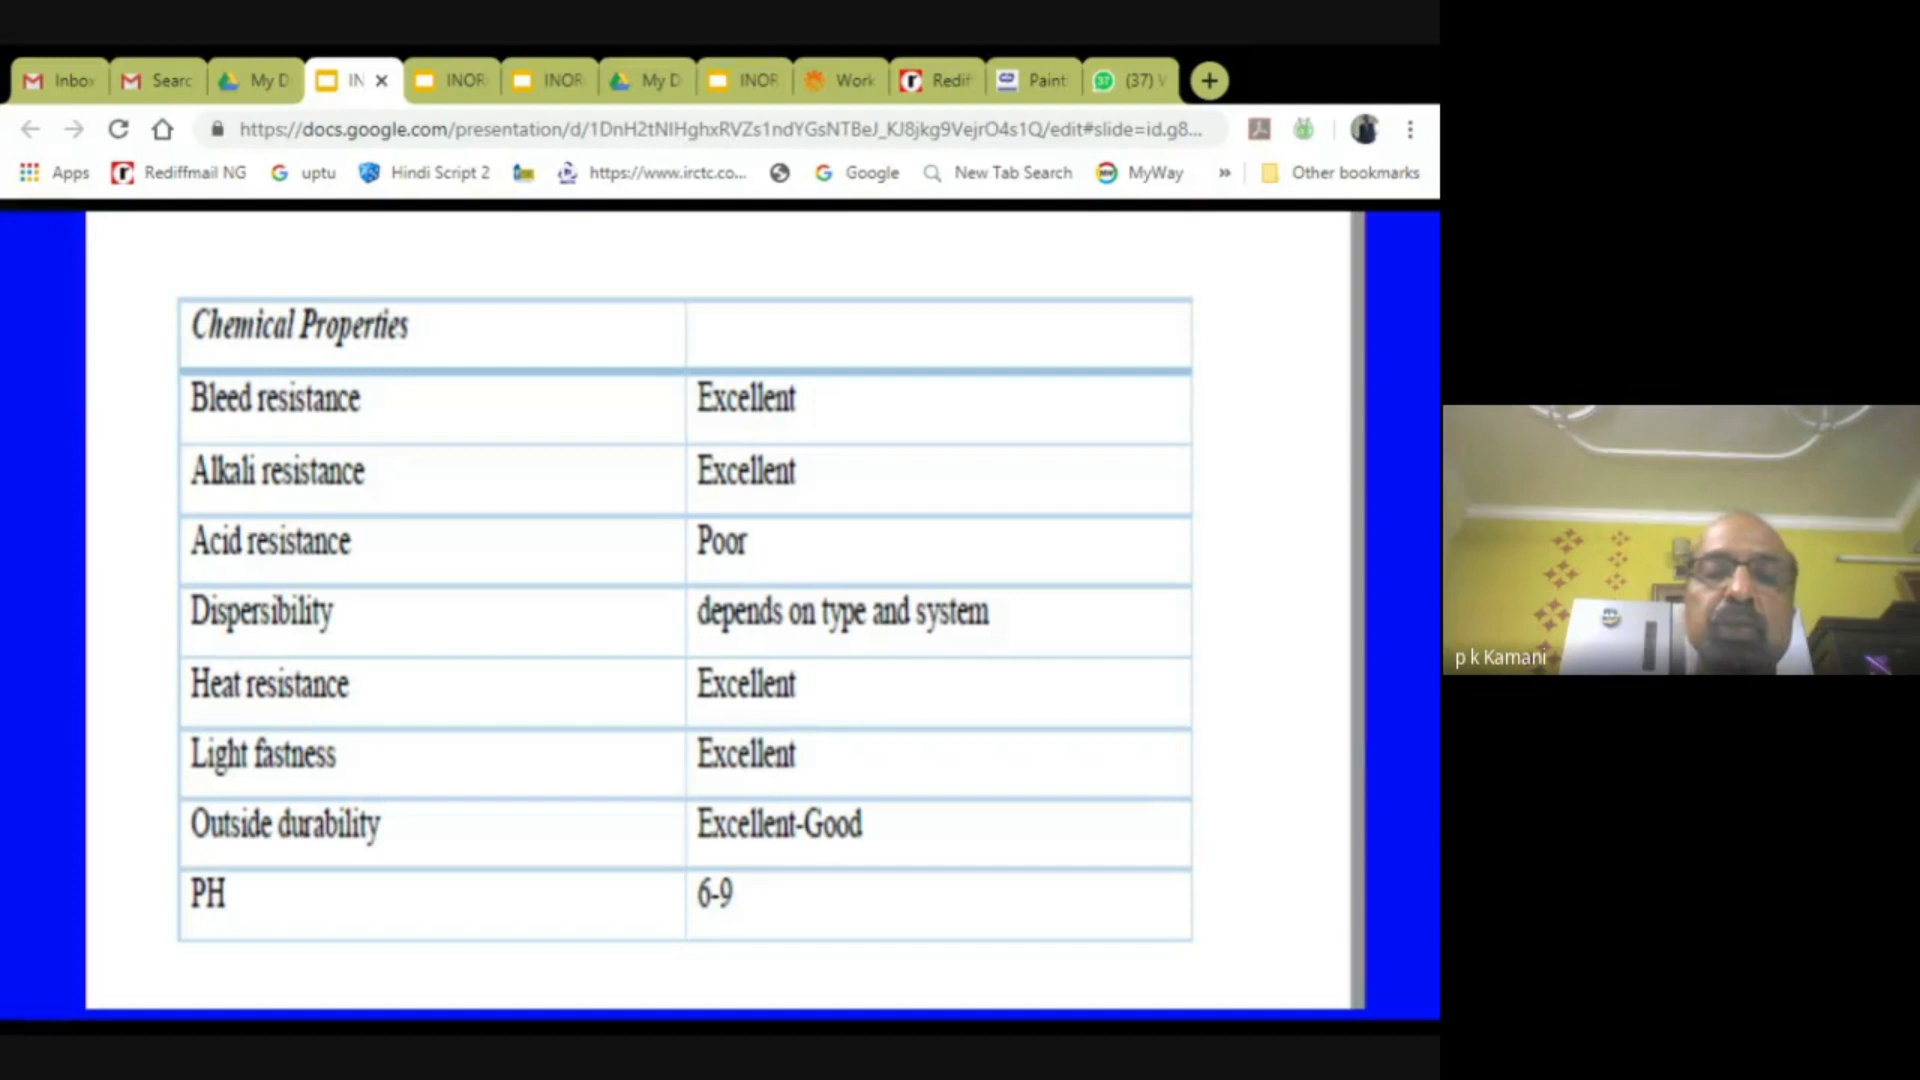 Inbox
Searc
My D
IN
INOR
INOR
My D
INOR
Work
Redif
Paint
(37)
https://docs.google.com/presentation/d/1DnH2tNIHghxRVZs1ndYGsNTBeJ_KJ8jkg9VejrO4s1Q/edit#slide=id.g8...
Apps
Rediffmail NG
uptu
Hindi Script 2
https://www.irctc.co...
Google
New Tab Search
MyWay
»
Other bookmarks
Chemical Properties
Bleed resistance Excellent
Alkali resistance Excellent
Acid resistance Poor
Dispersibility depends on type and system
Heat resistance Excellent
Light fastness Excellent
Outside durability Excellent-Good
PH 6-9
p k Kamani